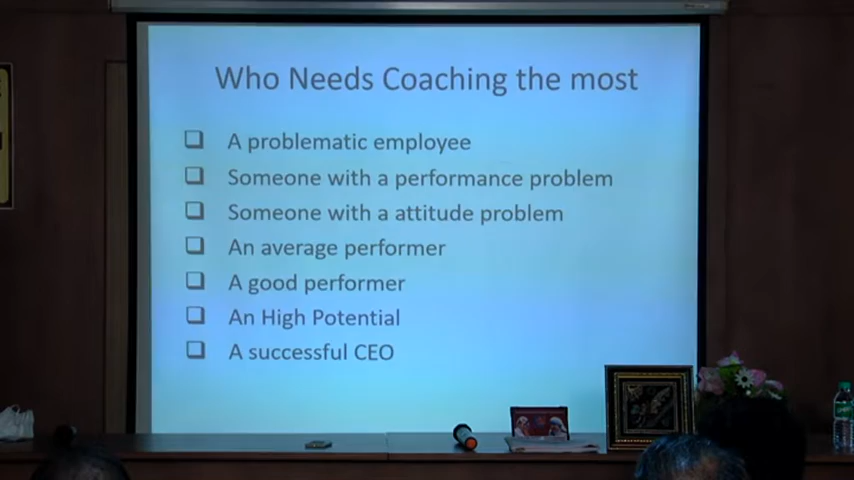 Who Needs Coaching the most
❑ A problematic employee
❑ Someone with a performance problem
❑ Someone with a attitude problem
❑ An average performer
❑ A good performer
❑ An High Potential
❑ A successful CEO